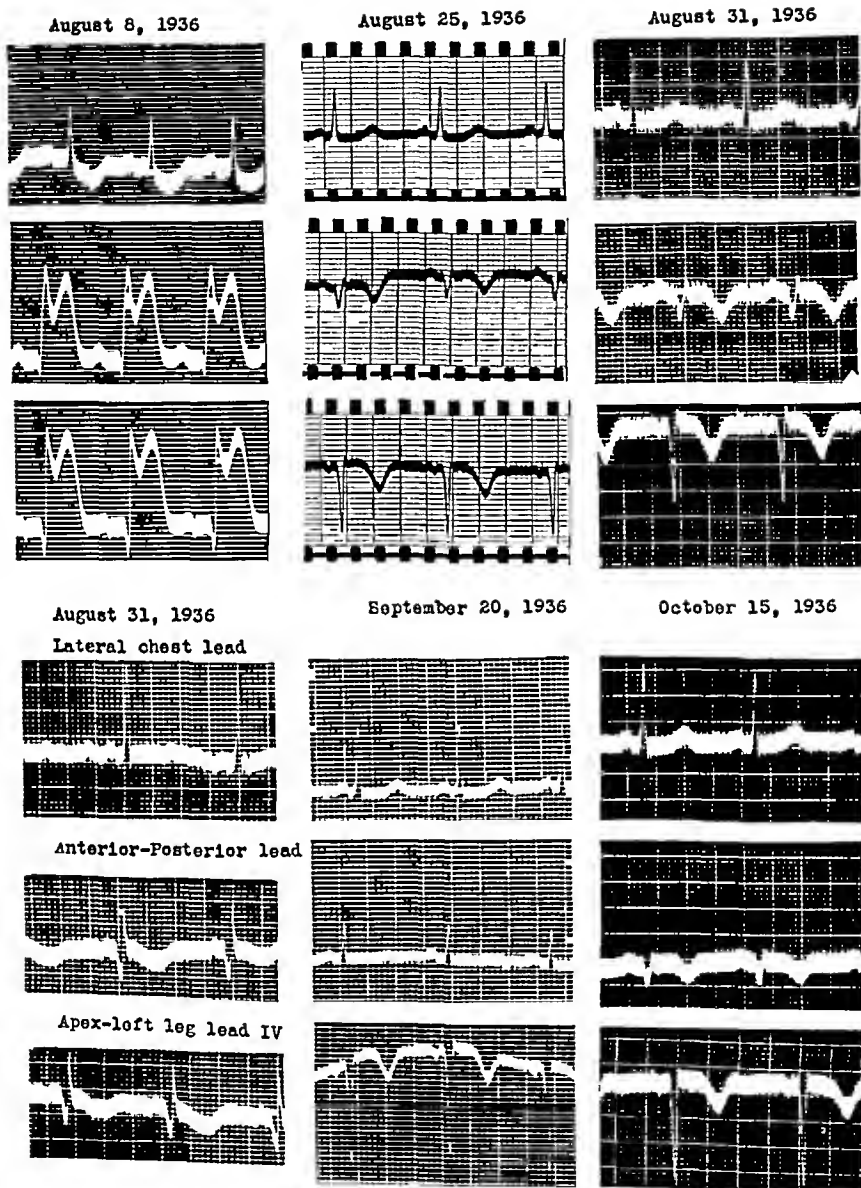 August 8, 1936
August 25, 1936
August 31, 1936
August 31, 1936
Lateral chest lead
September 20, 1936
October 15, 1936
Anterior-Posterior lead
Apex-left leg lead IV